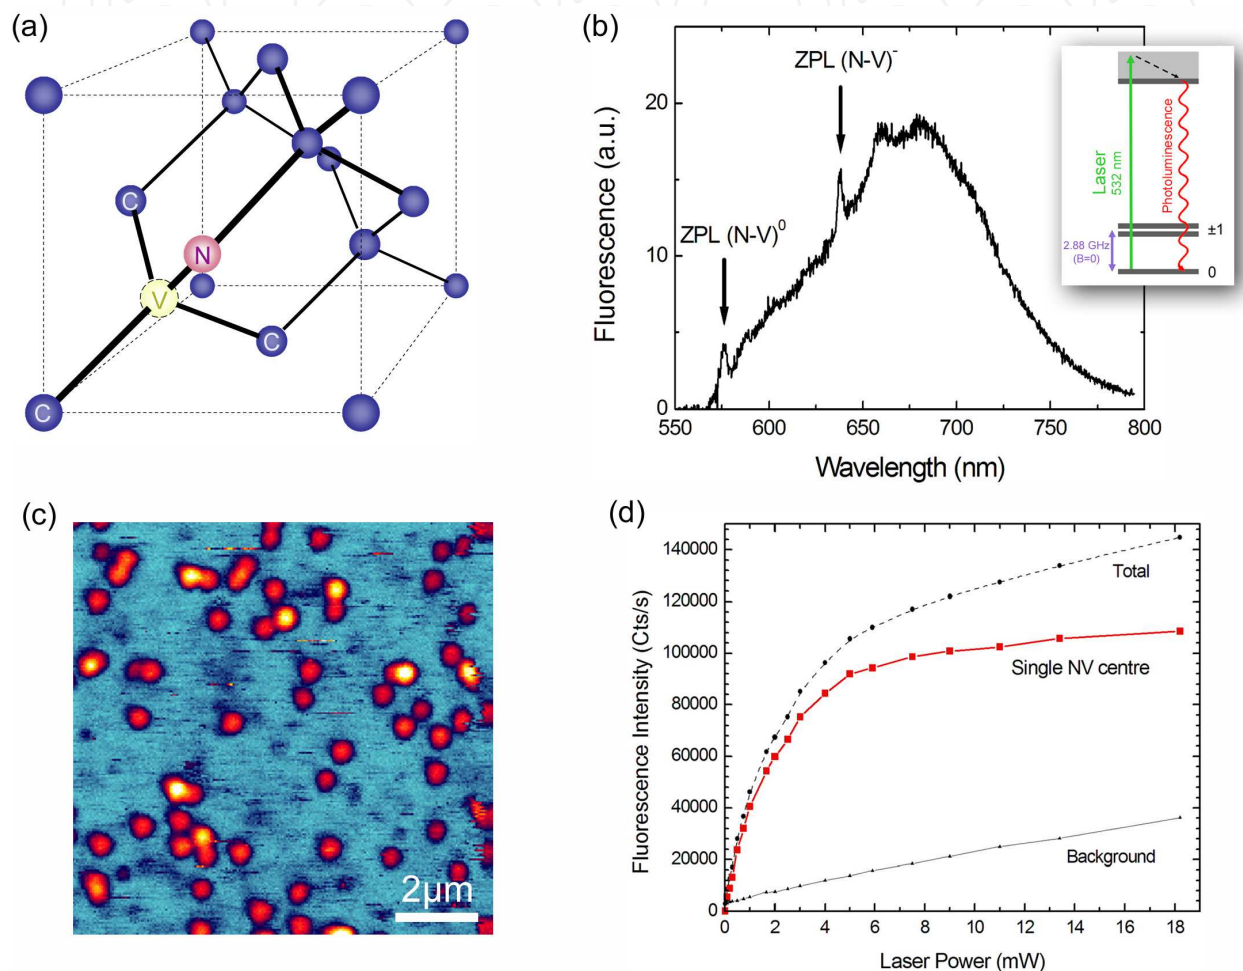 (a)
C
N
V
C
C
(b)
ZPL (N-V)⁻
ZPL (N-V)⁰
Fluorescence (a.u.)
20
10
0
550
600
650
700
750
800
Wavelength (nm)
Laser
532 nm
Photoluminescence
±1
2.88 GHz
(B=0)
0
(c)
2μm
(d)
Fluorescence Intensity (Cts/s)
140000
120000
100000
80000
60000
40000
20000
0
Total
Single NV centre
Background
0
2
4
6
8
10
12
14
16
18
Laser Power (mW)